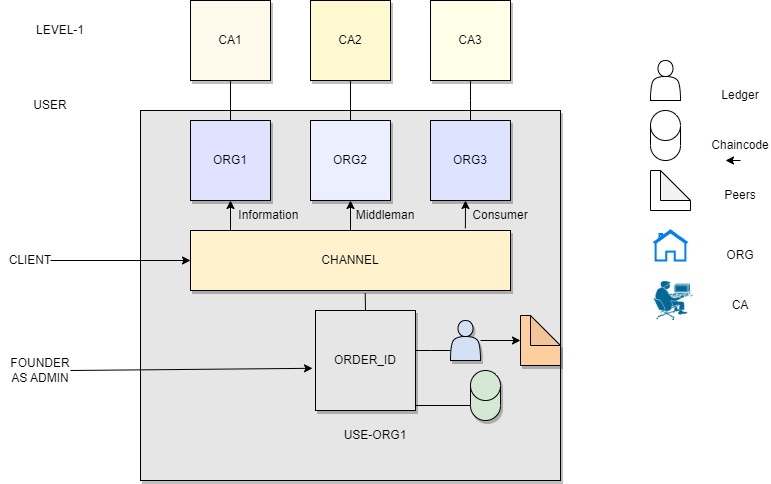 LEVEL-1
CA1
CA2
CA3
USER
Ledger
Chaincode
Peers
ORG1
ORG2
ORG3
Information
Middleman
Consumer
CLIENT
CHANNEL
ORG
CA
FOUNDER
AS ADMIN
ORDER_ID
USE-ORG1